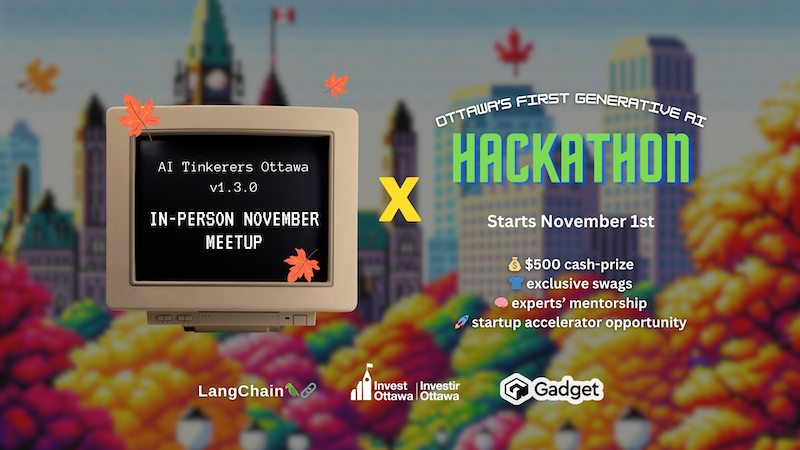 AI Tinkerers Ottawa
v1.3.0
IN-PERSON NOVEMBER
MEETUP
X
OTTAWA'S FIRST GENERATIVE AI
HACKATHON
Starts November 1st
💰 $500 cash-prize
👕 exclusive swags
🧠 experts' mentorship
🚀 startup accelerator opportunity
LangChain🦜🔗
Invest Ottawa | Investir Ottawa
Gadget